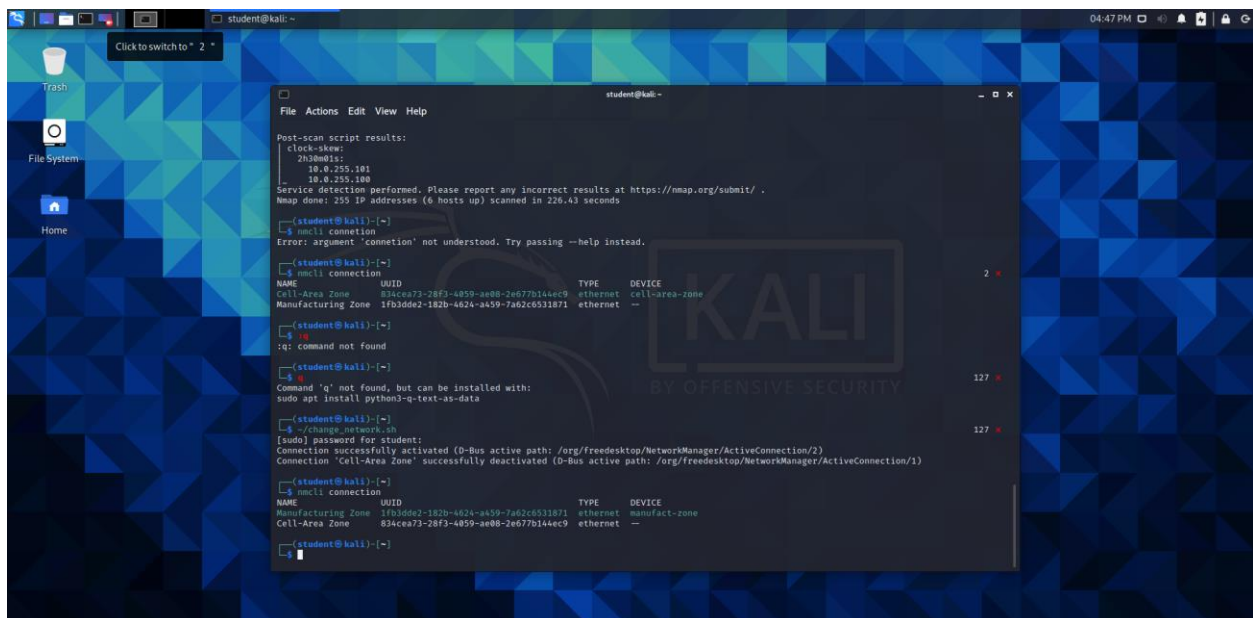 student@kali: ~
04:47 PM
Click to switch to " 2 "
Trash
File System
Home
student@kali: ~
File Actions Edit View Help
Post-scan script results:
| clock-skew:
|   2h30m01s:
|     10.0.255.101
|_    10.0.255.100
Service detection performed. Please report any incorrect results at https://nmap.org/submit/ .
Nmap done: 255 IP addresses (6 hosts up) scanned in 226.43 seconds
┌──(student㉿kali)-[~]
└─$ nmcli connetion
Error: argument 'connetion' not understood. Try passing --help instead.
┌──(student㉿kali)-[~]
└─$ nmcli connection 2 ⨯
NAME UUID TYPE DEVICE
Cell-Area Zone 834cea73-28f3-4059-ae08-2e677b144ec9 ethernet cell-area-zone
Manufacturing Zone 1fb3dde2-182b-4624-a459-7a62c6531871 ethernet --
┌──(student㉿kali)-[~]
└─$ :q
:q: command not found
┌──(student㉿kali)-[~]
└─$ q 127 ⨯
Command 'q' not found, but can be installed with:
sudo apt install python3-q-text-as-data
┌──(student㉿kali)-[~]
└─$ ~/change_network.sh 127 ⨯
[sudo] password for student:
Connection successfully activated (D-Bus active path: /org/freedesktop/NetworkManager/ActiveConnection/2)
Connection 'Cell-Area Zone' successfully deactivated (D-Bus active path: /org/freedesktop/NetworkManager/ActiveConnection/1)
┌──(student㉿kali)-[~]
└─$ nmcli connection
NAME UUID TYPE DEVICE
Manufacturing Zone 1fb3dde2-182b-4624-a459-7a62c6531871 ethernet manufact-zone
Cell-Area Zone 834cea73-28f3-4059-ae08-2e677b144ec9 ethernet --
┌──(student㉿kali)-[~]
└─$
KALI
BY OFFENSIVE SECURITY